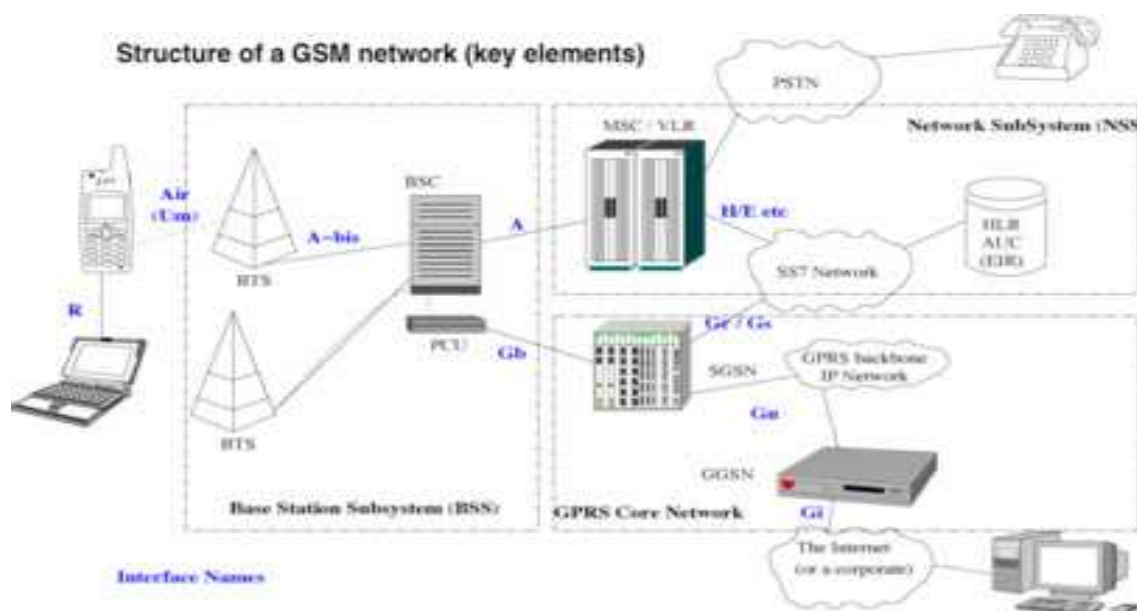 Structure of a GSM network (key elements)
PSTN
MSC / VLR
Network SubSystem (NSS
BSC
Air
(Um)
A-bis
A
H/E etc
HLR
AUC
(EIR)
BTS
SS7 Network
R
Gr / Gs
PCU
Gb
SGSN
GPRS backbone
IP Network
Gn
BTS
GGSN
Base Station Subsystem (BSS)
GPRS Core Network
Gi
The Internet
(or a corporate)
Interface Names